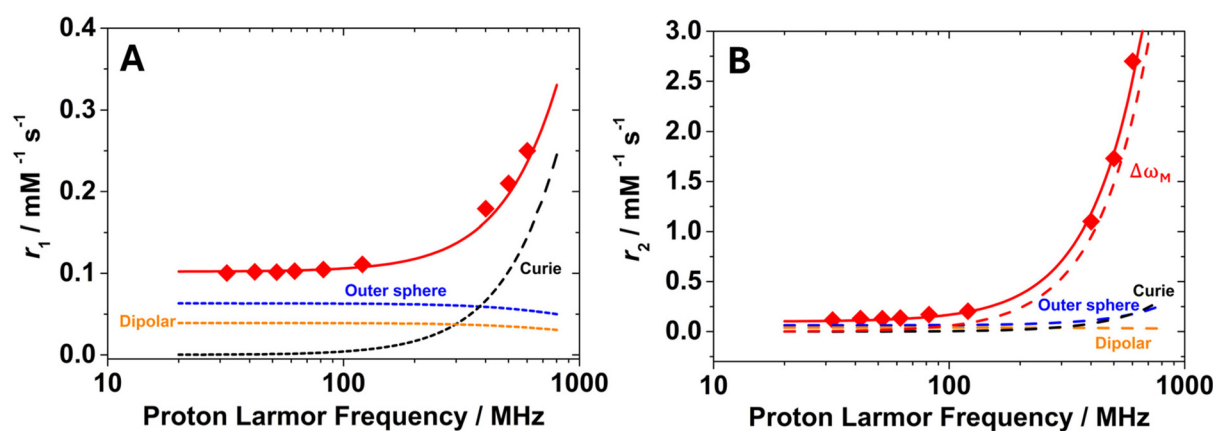 A
r1 / mM -1 s-1
0.4
0.3
0.2
0.1
0.0
Curie
Outer sphere
Dipolar
10
100
1000
Proton Larmor Frequency / MHz
B
r2 / mM-1 s-1
3.0
2.5
2.0
1.5
1.0
0.5
0.0
ΔωM
Curie
Outer sphere
Dipolar
10
100
1000
Proton Larmor Frequency / MHz